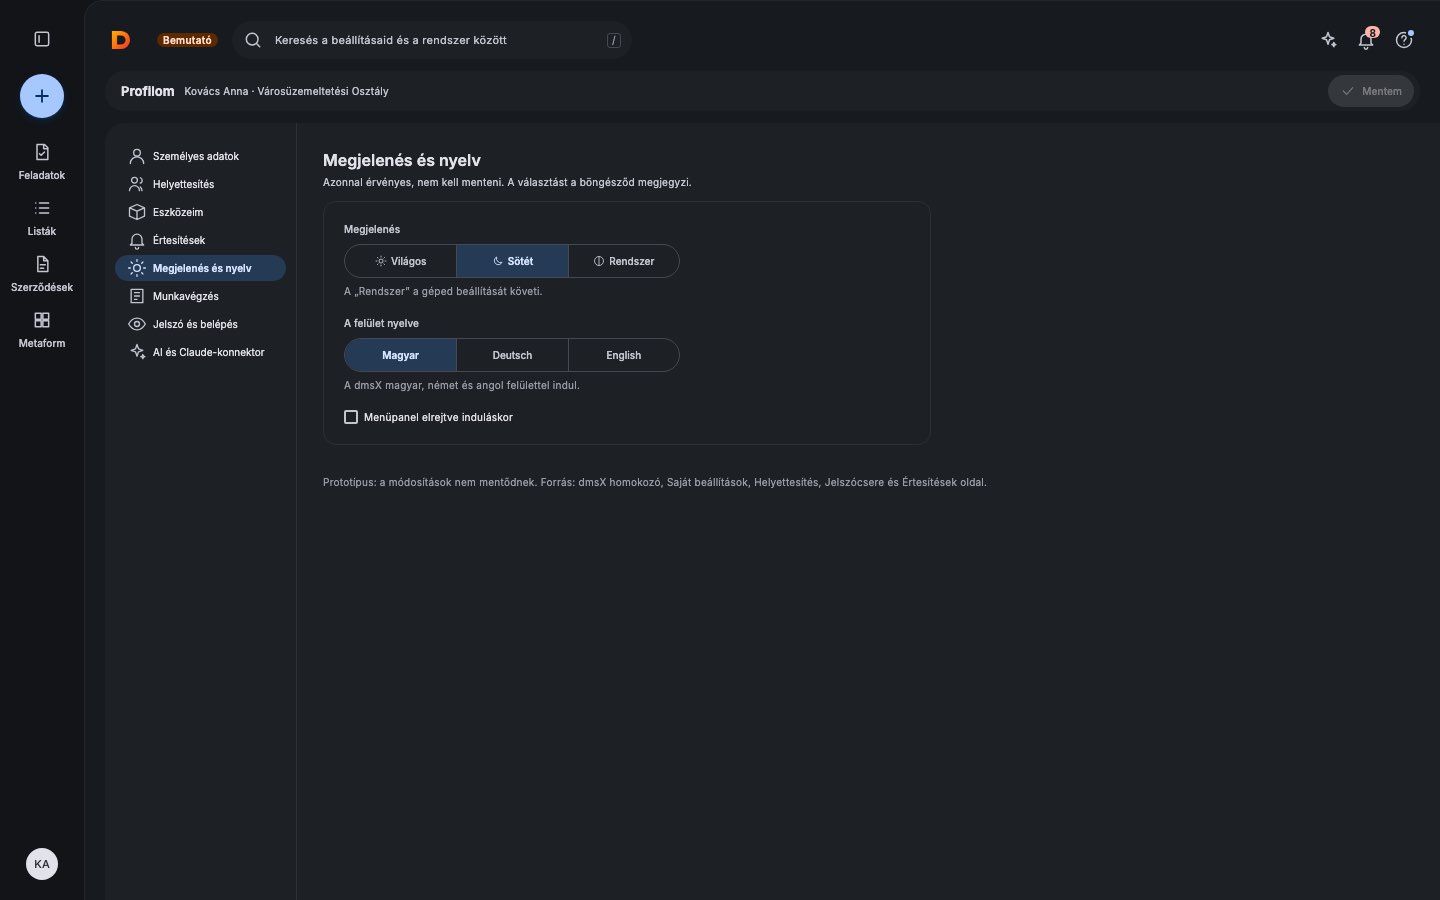 Bemutató
Keresés a beállításaid és a rendszer között
/
8
Profilom
Kovács Anna · Városüzemeltetési Osztály
Mentem
Feladatok
Listák
Szerződések
Metaform
KA
Személyes adatok
Helyettesítés
Eszközeim
Értesítések
Megjelenés és nyelv
Munkavégzés
Jelszó és belépés
AI és Claude-konnektor
Megjelenés és nyelv
Azonnal érvényes, nem kell menteni. A választást a böngésződ megjegyzi.
Megjelenés
Világos
Sötét
Rendszer
A „Rendszer” a géped beállítását követi.
A felület nyelve
Magyar
Deutsch
English
A dmsX magyar, német és angol felülettel indul.
Menüpanel elrejtve induláskor
Prototípus: a módosítások nem mentődnek. Forrás: dmsX homokozó, Saját beállítások, Helyettesítés, Jelszócsere és Értesítések oldal.